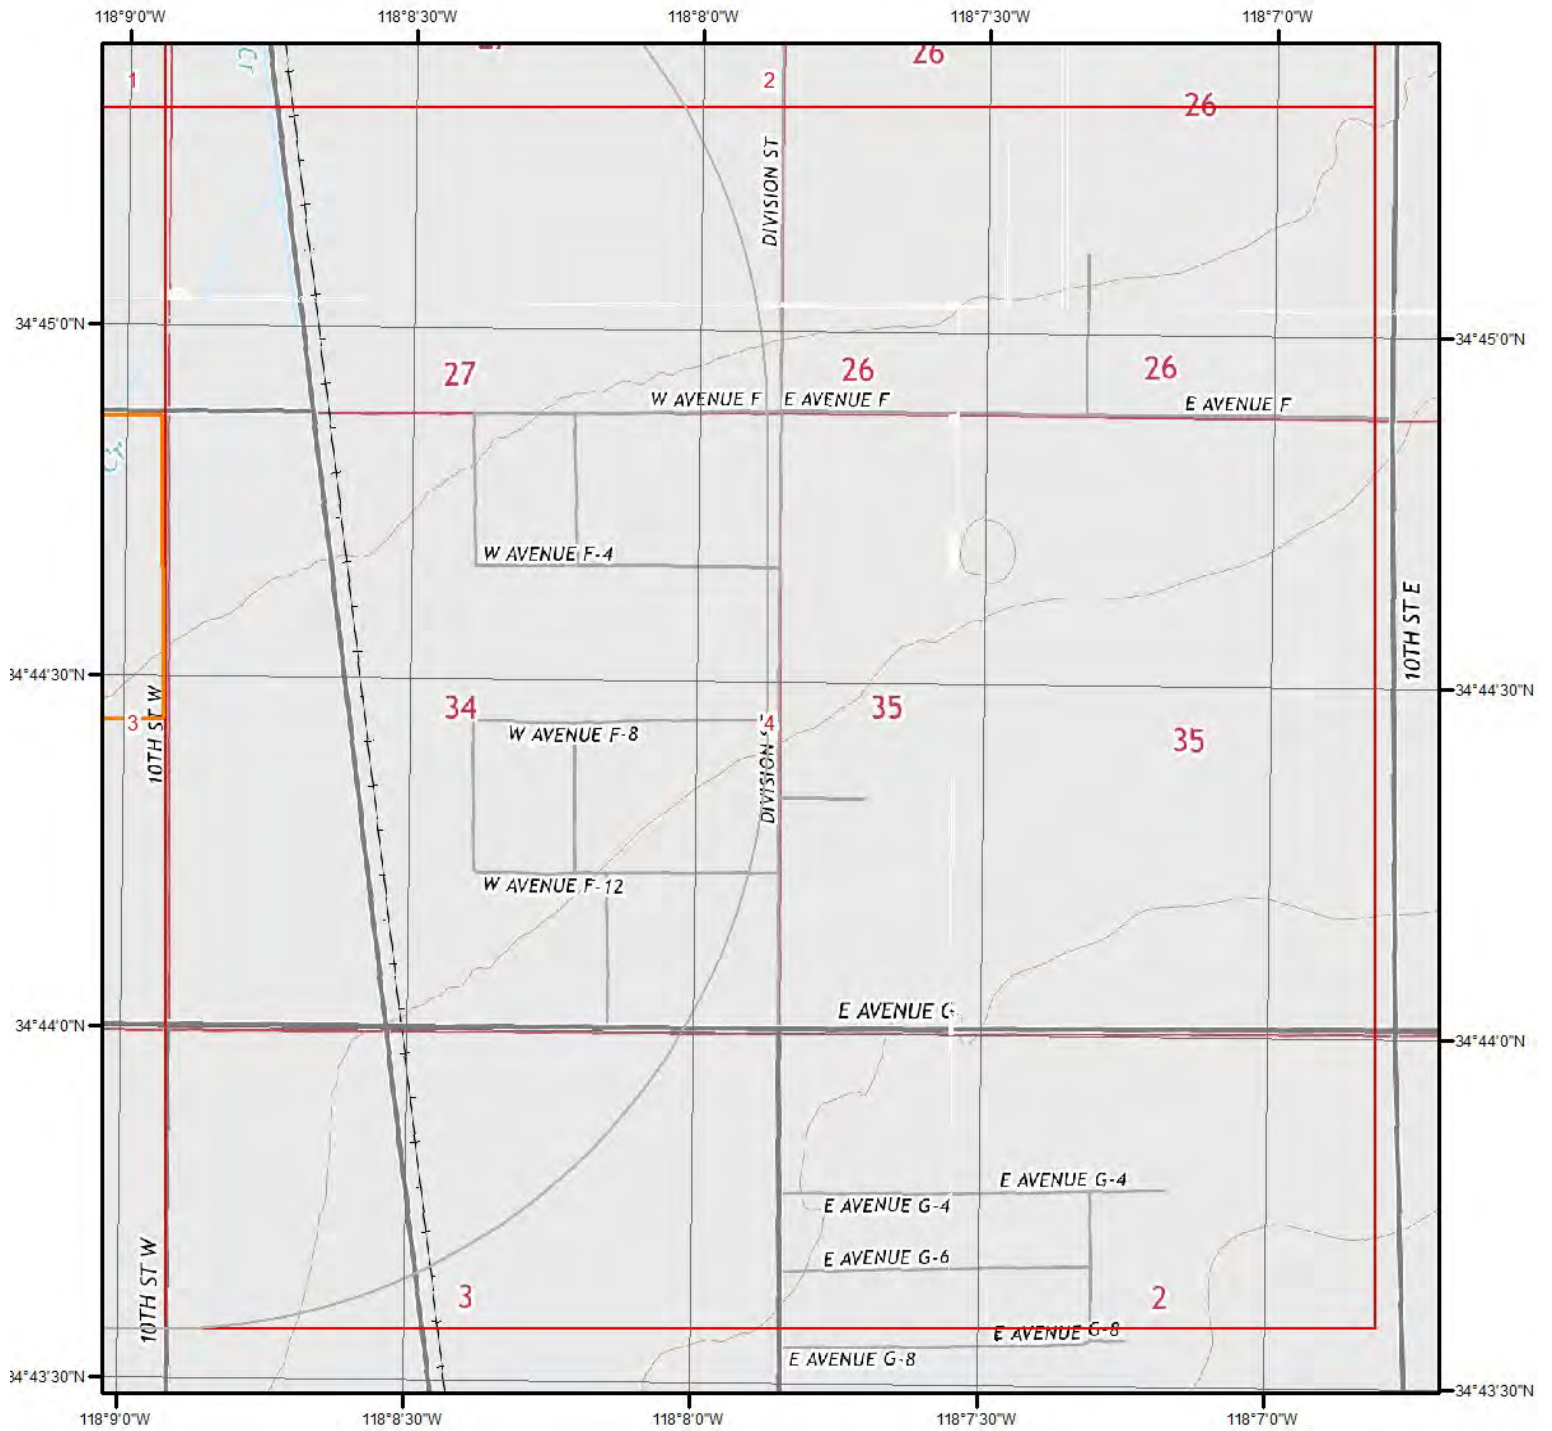 118°9'0"W
118°8'30"W
118°8'0"W
118°7'30"W
118°7'0"W
26
1
2
26
DIVISION ST
34°45'0"N
34°45'0"N
27
26
26
W AVENUE F
E AVENUE F
E AVENUE F
Cr
W AVENUE F-4
10TH ST E
34°44'30"N
34°44'30"N
34
35
3
4
10TH ST W
W AVENUE F-8
35
DIVISION
W AVENUE F-12
E AVENUE G
34°44'0"N
34°44'0"N
E AVENUE G-4
E AVENUE G-4
E AVENUE G-6
10TH ST W
3
2
E AVENUE G-8
E AVENUE G-8
34°43'30"N
34°43'30"N
118°9'0"W
118°8'30"W
118°8'0"W
118°7'30"W
118°7'0"W